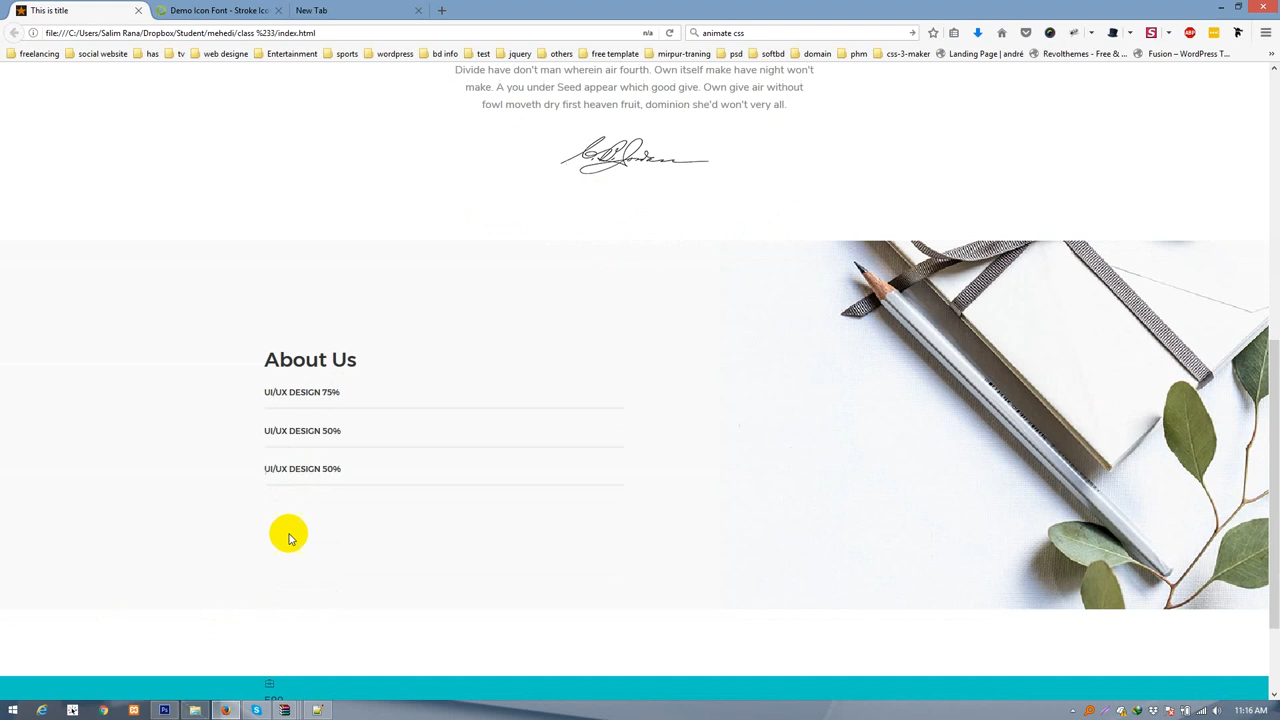 This is title
Demo Icon Font - Stroke Ico
New Tab
file:///C:/Users/Salim Rana/Dropbox/Student/mehedi/class %233/index.html
n/a
animate css
freelancing
social website
has
tv
web designe
Entertainment
sports
wordpress
bd info
test
jquery
others
free template
mirpur-traning
psd
softbd
domain
phm
css-3-maker
Landing Page | andré
Revolthemes - Free & ...
Fusion – WordPress T...
Divide have don't man wherein air fourth. Own itself make have night won't
make. A you under Seed appear which good give. Own give air without
fowl moveth dry first heaven fruit, dominion she'd won't very all.
About Us
UI/UX DESIGN 75%
UI/UX DESIGN 50%
UI/UX DESIGN 50%
11:16 AM